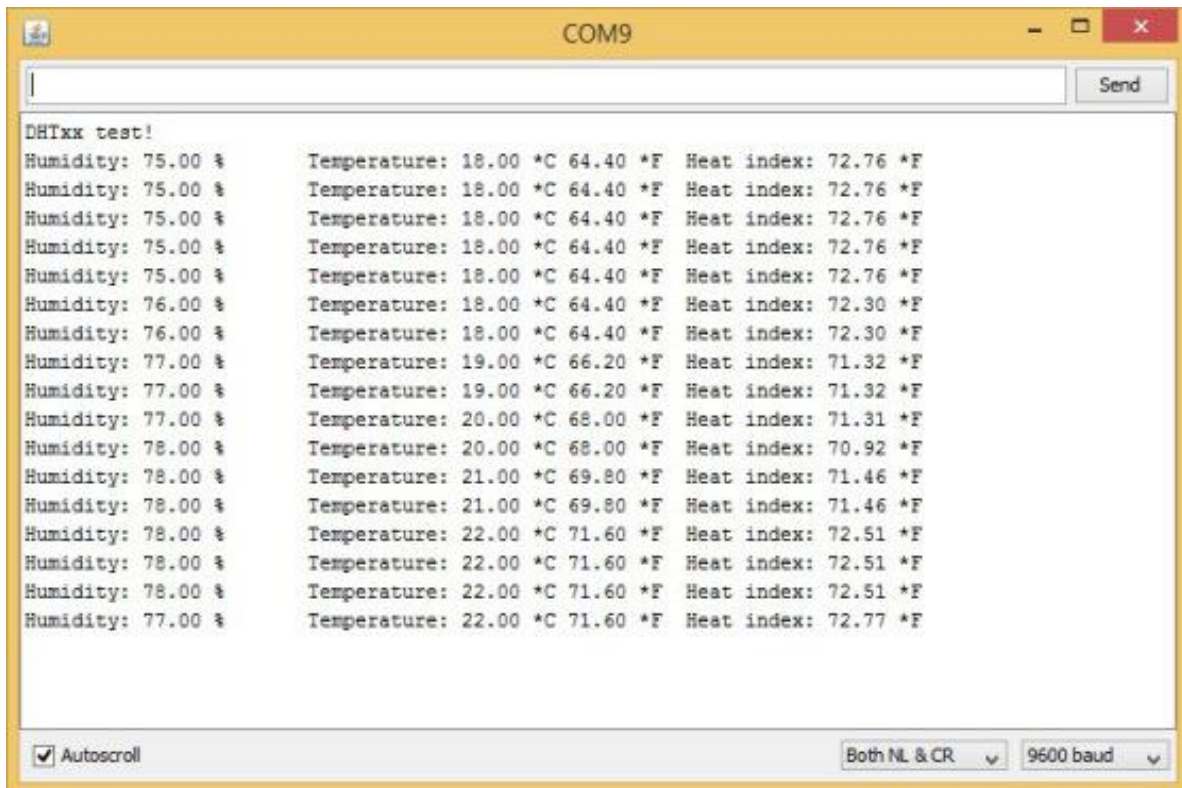 COM9
Send
DHTxx test!
Humidity: 75.00 % Temperature: 18.00 *C 64.40 *F Heat index: 72.76 *F
Humidity: 75.00 % Temperature: 18.00 *C 64.40 *F Heat index: 72.76 *F
Humidity: 75.00 % Temperature: 18.00 *C 64.40 *F Heat index: 72.76 *F
Humidity: 75.00 % Temperature: 18.00 *C 64.40 *F Heat index: 72.76 *F
Humidity: 75.00 % Temperature: 18.00 *C 64.40 *F Heat index: 72.76 *F
Humidity: 76.00 % Temperature: 18.00 *C 64.40 *F Heat index: 72.30 *F
Humidity: 76.00 % Temperature: 18.00 *C 64.40 *F Heat index: 72.30 *F
Humidity: 77.00 % Temperature: 19.00 *C 66.20 *F Heat index: 71.32 *F
Humidity: 77.00 % Temperature: 19.00 *C 66.20 *F Heat index: 71.32 *F
Humidity: 77.00 % Temperature: 20.00 *C 68.00 *F Heat index: 71.31 *F
Humidity: 78.00 % Temperature: 20.00 *C 68.00 *F Heat index: 70.92 *F
Humidity: 78.00 % Temperature: 21.00 *C 69.80 *F Heat index: 71.46 *F
Humidity: 78.00 % Temperature: 21.00 *C 69.80 *F Heat index: 71.46 *F
Humidity: 78.00 % Temperature: 22.00 *C 71.60 *F Heat index: 72.51 *F
Humidity: 78.00 % Temperature: 22.00 *C 71.60 *F Heat index: 72.51 *F
Humidity: 78.00 % Temperature: 22.00 *C 71.60 *F Heat index: 72.51 *F
Humidity: 77.00 % Temperature: 22.00 *C 71.60 *F Heat index: 72.77 *F
Autoscroll Both NL & CR 9600 baud